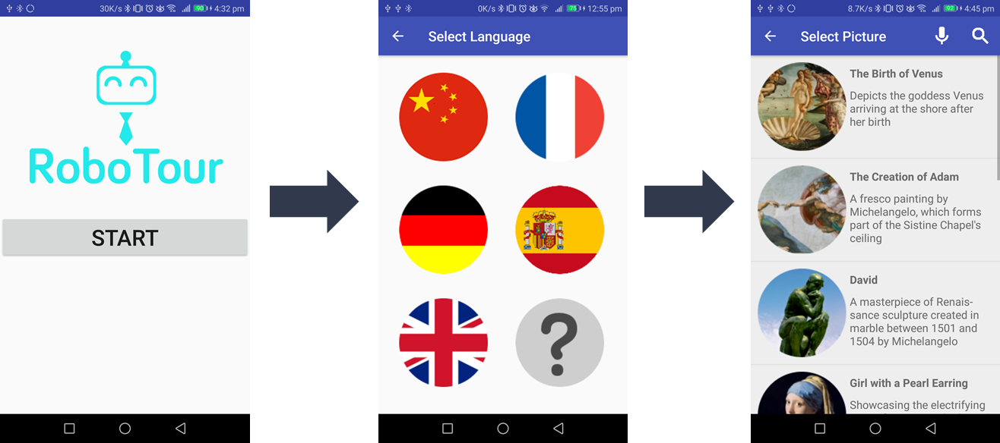 30K/s 90 4:32 pm
RoboTour
START
0K/s 75 12:55 pm
Select Language
8.7K/s 92 4:45 pm
Select Picture
The Birth of Venus
Depicts the goddess Venus
arriving at the shore after
her birth
The Creation of Adam
A fresco painting by
Michelangelo, which forms
part of the Sistine Chapel's
ceiling
David
A masterpiece of Renais-
sance sculpture created in
marble between 1501 and
1504 by Michelangelo
Girl with a Pearl Earring
Showcasing the electrifying